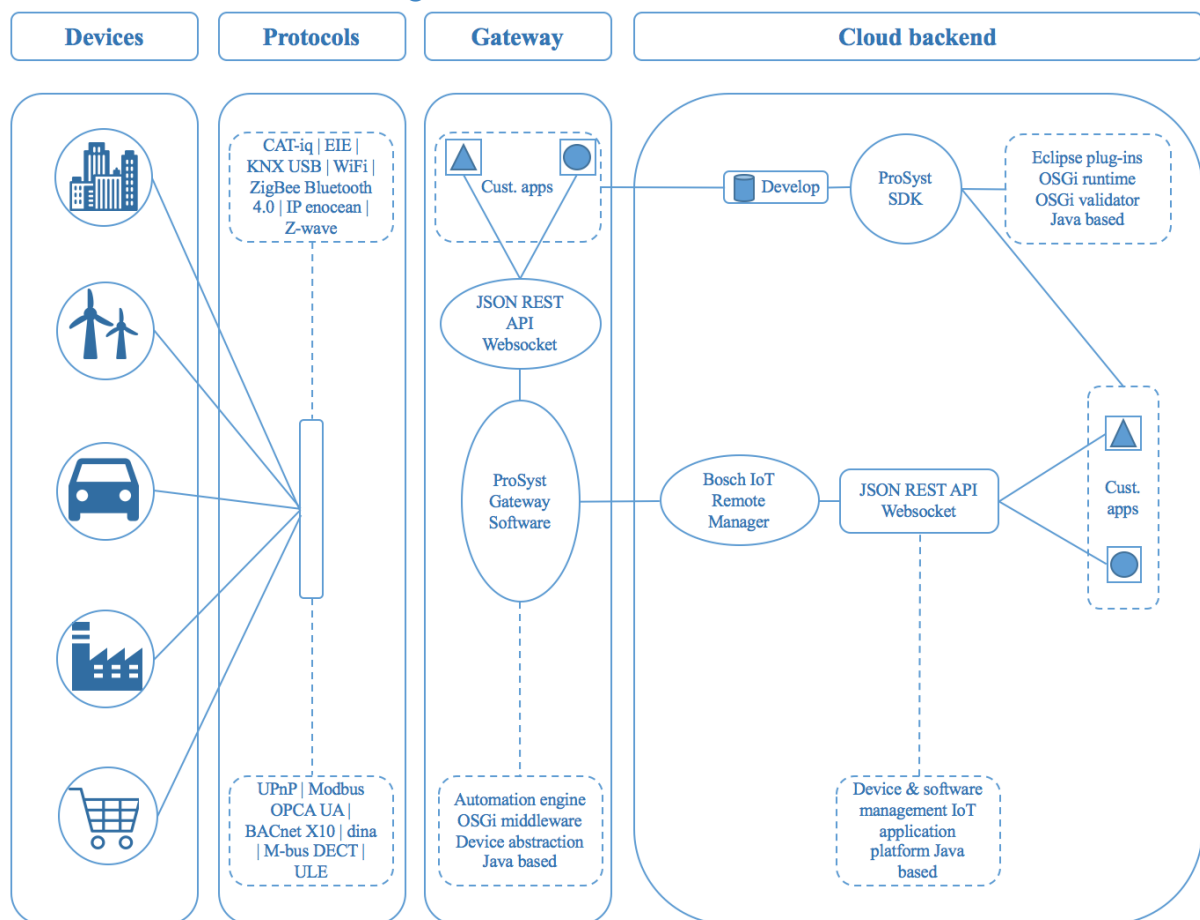 Devices
Protocols
Gateway
Cloud backend
CAT-iq | EIE |
KNX USB | WiFi |
ZigBee Bluetooth
4.0 | IP enocean |
Z-wave
UPnP | Modbus
OPCA UA |
BACnet X10 | dina
| M-bus DECT |
ULE
Cust. apps
JSON REST
API
Websocket
ProSyst
Gateway
Software
Automation engine
OSGi middleware
Device abstraction
Java based
Develop
ProSyst
SDK
Eclipse plug-ins
OSGi runtime
OSGi validator
Java based
Bosch IoT
Remote
Manager
JSON REST API
Websocket
Cust.
apps
Device & software
management IoT
application
platform Java
based